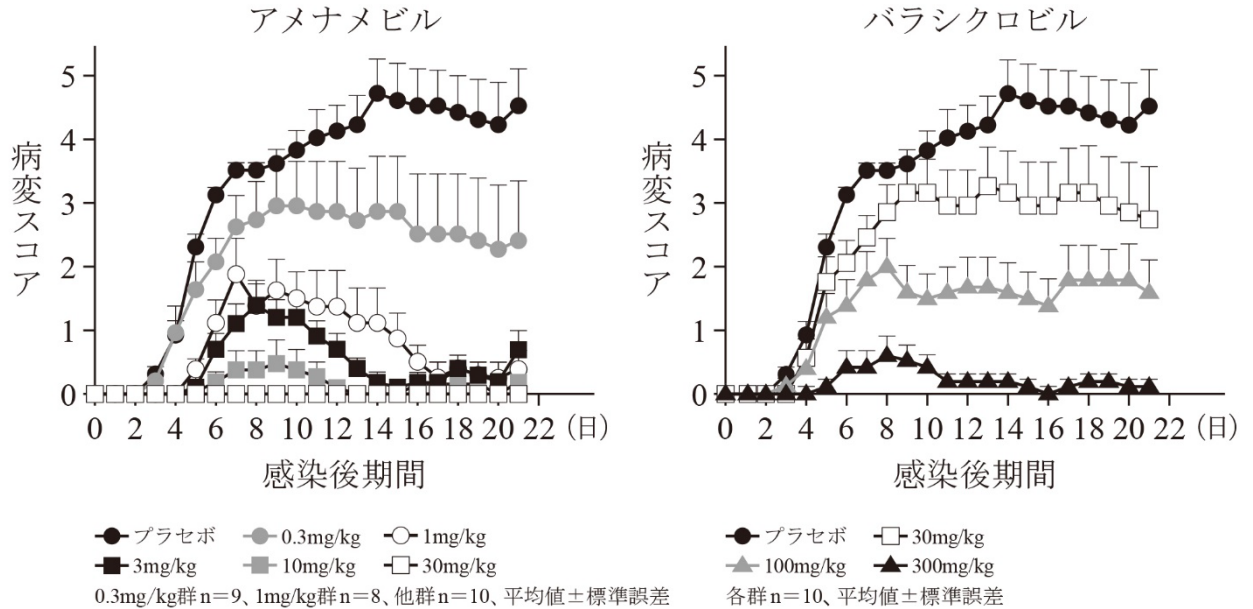 アメナメビル
バラシクロビル
病変スコア
5
4
3
2
1
0
0 2 4 6 8 10 12 14 16 18 20 22 (日)
感染後期間
病変スコア
5
4
3
2
1
0
0 2 4 6 8 10 12 14 16 18 20 22 (日)
感染後期間
プラセボ 0.3mg/kg 1mg/kg
3mg/kg 10mg/kg 30mg/kg
0.3mg/kg群n=9、1mg/kg群n=8、他群n=10、平均値±標準誤差
プラセボ 30mg/kg
100mg/kg 300mg/kg
各群n=10、平均値±標準誤差